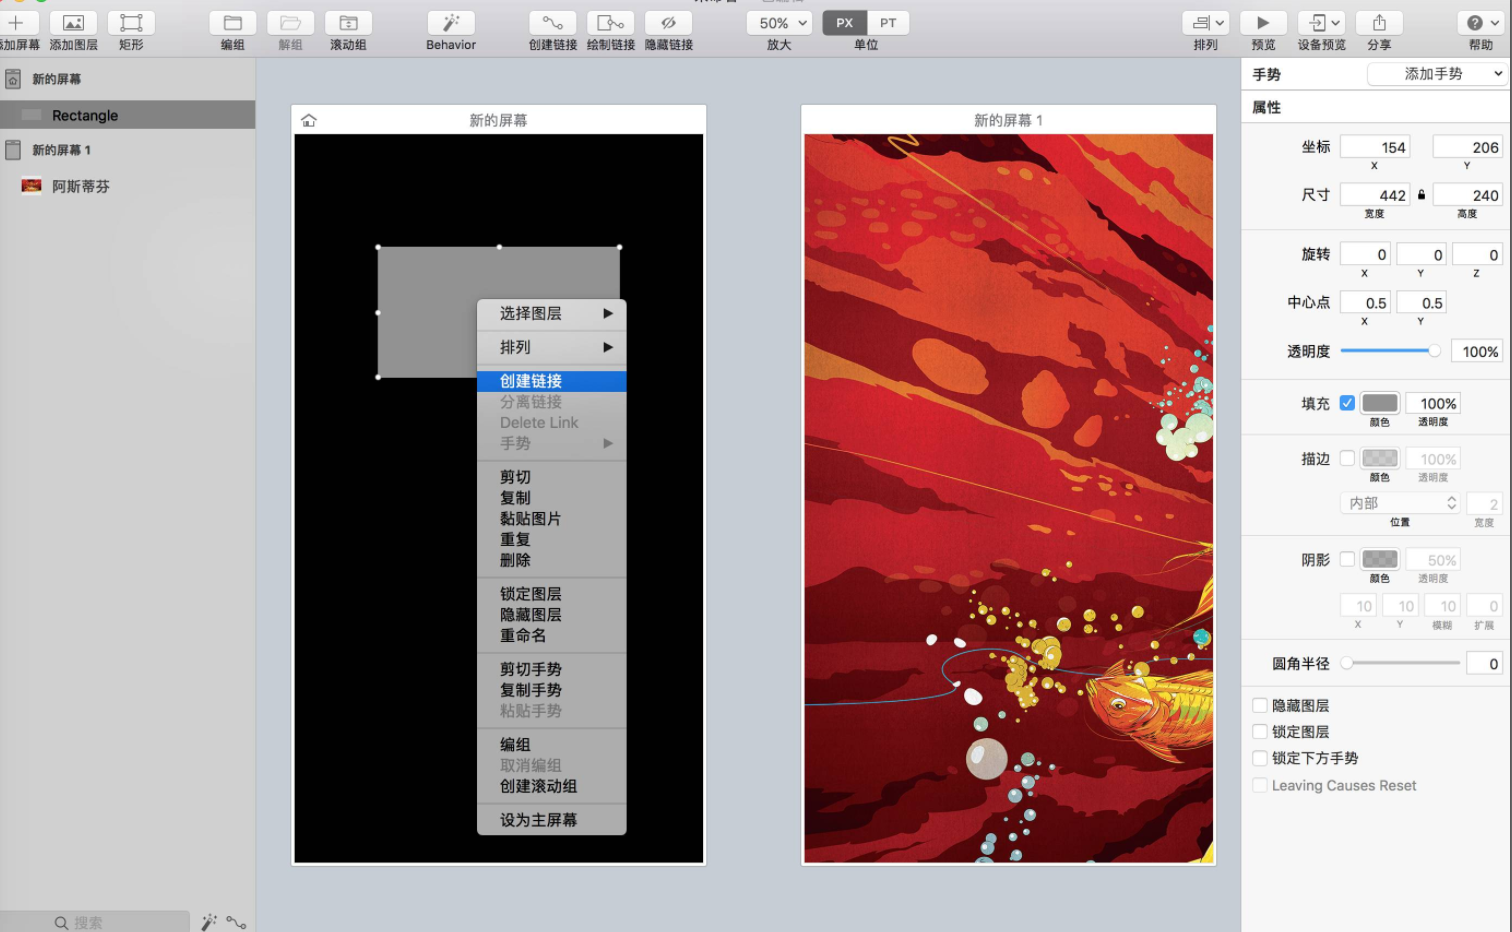 50%
PX
PT
添加图层
矩形
编组
解组
滚动组
Behavior
创建链接
绘制链接
隐藏链接
放大
单位
排列
预览
设备预览
分享
帮助
新的屏幕
Rectangle
新的屏幕 1
阿斯蒂芬
搜索
新的屏幕
新的屏幕 1
选择图层
排列
创建链接
分离链接
Delete Link
手势
剪切
复制
黏贴图片
重复
删除
锁定图层
隐藏图层
重命名
剪切手势
复制手势
粘贴手势
编组
取消编组
创建滚动组
设为主屏幕
手势
添加手势
属性
坐标 154 206
X Y
尺寸 442 240
宽度 高度
旋转 0 0 0
X Y Z
中心点 0.5 0.5
X Y
透明度 100%
填充 100%
颜色 透明度
描边 100%
颜色 透明度
内部 2
位置 宽度
阴影 50%
颜色 透明度
10 10 10 0
X Y 模糊 扩展
圆角半径 0
隐藏图层
锁定图层
锁定下方手势
Leaving Causes Reset